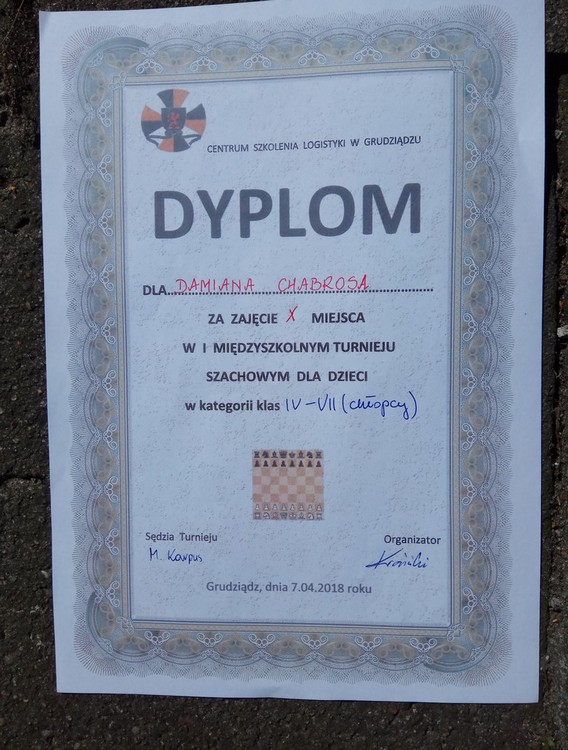 CENTRUM SZKOLENIA LOGISTYKI W GRUDZIĄDZU
DYPLOM
DLA..DAMIANA CHABROSA..................
ZA ZAJĘCIE X MIEJSCA
W I MIĘDZYSZKOLNYM TURNIEJU
SZACHOWYM DLA DZIECI
w kategorii klas IV-VII (chłopcy)
Sędzia Turnieju
Organizator
M. Karpus
Grudziądz, dnia 7.04.2018 roku